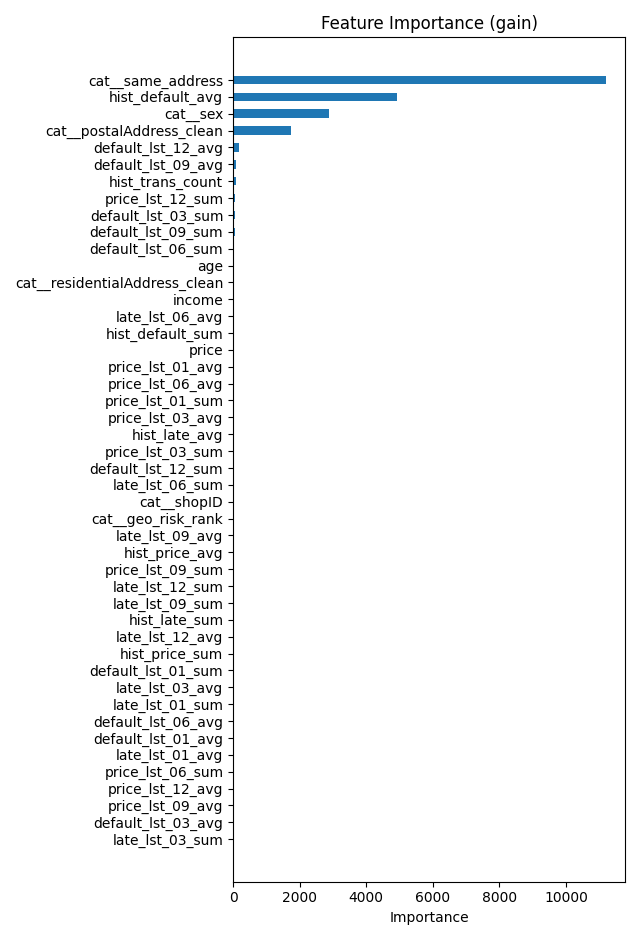 Feature Importance (gain)
cat__same_address
hist_default_avg
cat__sex
cat__postalAddress_clean
default_lst_12_avg
default_lst_09_avg
hist_trans_count
price_lst_12_sum
default_lst_03_sum
default_lst_09_sum
default_lst_06_sum
age
cat__residentialAddress_clean
income
late_lst_06_avg
hist_default_sum
price
price_lst_01_avg
price_lst_06_avg
price_lst_01_sum
price_lst_03_avg
hist_late_avg
price_lst_03_sum
default_lst_12_sum
late_lst_06_sum
cat__shopID
cat__geo_risk_rank
late_lst_09_avg
hist_price_avg
price_lst_09_sum
late_lst_12_sum
late_lst_09_sum
hist_late_sum
late_lst_12_avg
hist_price_sum
default_lst_01_sum
late_lst_03_avg
late_lst_01_sum
default_lst_06_avg
default_lst_01_avg
late_lst_01_avg
price_lst_06_sum
price_lst_12_avg
price_lst_09_avg
default_lst_03_avg
late_lst_03_sum
0 2000 4000 6000 8000 10000
Importance